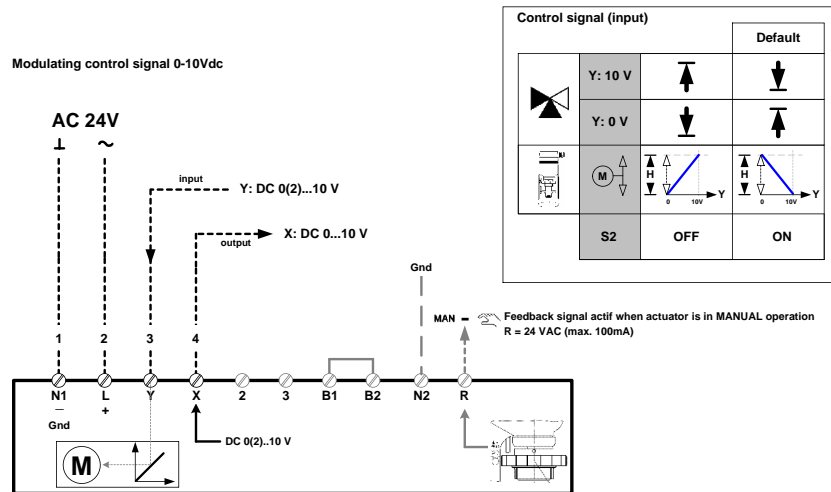 Modulating control signal 0-10Vdc
AC 24V
⊥ ~
input
Y: DC 0(2)...10 V
X: DC 0...10 V
output
Gnd
MAN
Feedback signal actif when actuator is in MANUAL operation
R = 24 VAC (max. 100mA)
1 2 3 4
N1 L Y X 2 3 B1 B2 N2 R
— +
Gnd
DC 0(2)..10 V
M
Control signal (input)
Default
Y: 10 V
Y: 0 V
M
H
0 10V Y
H
0 10V Y
S2 OFF ON